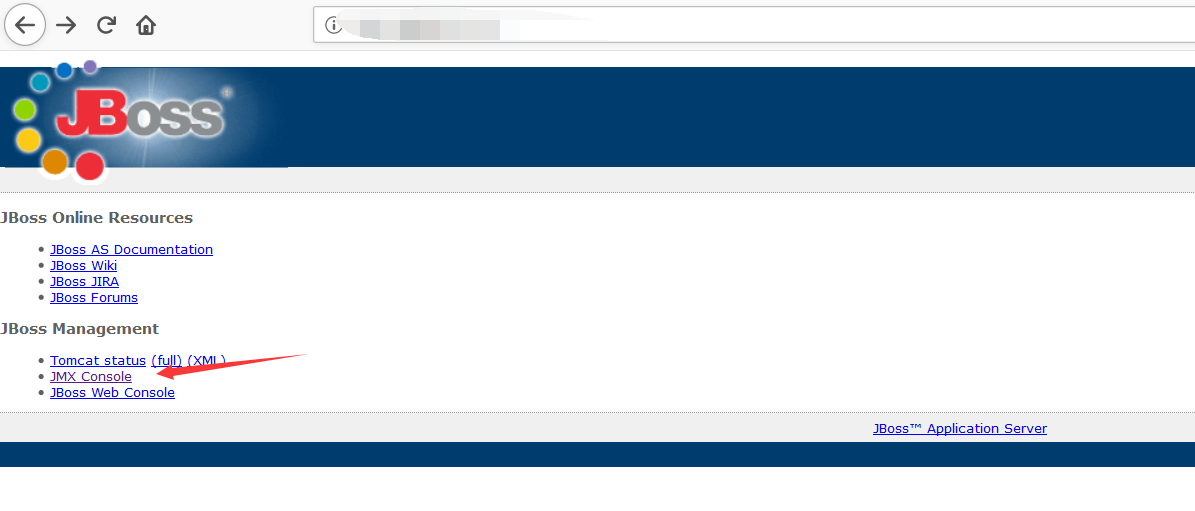 JBoss
JBoss Online Resources
JBoss AS Documentation
JBoss Wiki
JBoss JIRA
JBoss Forums
JBoss Management
Tomcat status (full) (XML)
JMX Console
JBoss Web Console
JBoss™ Application Server